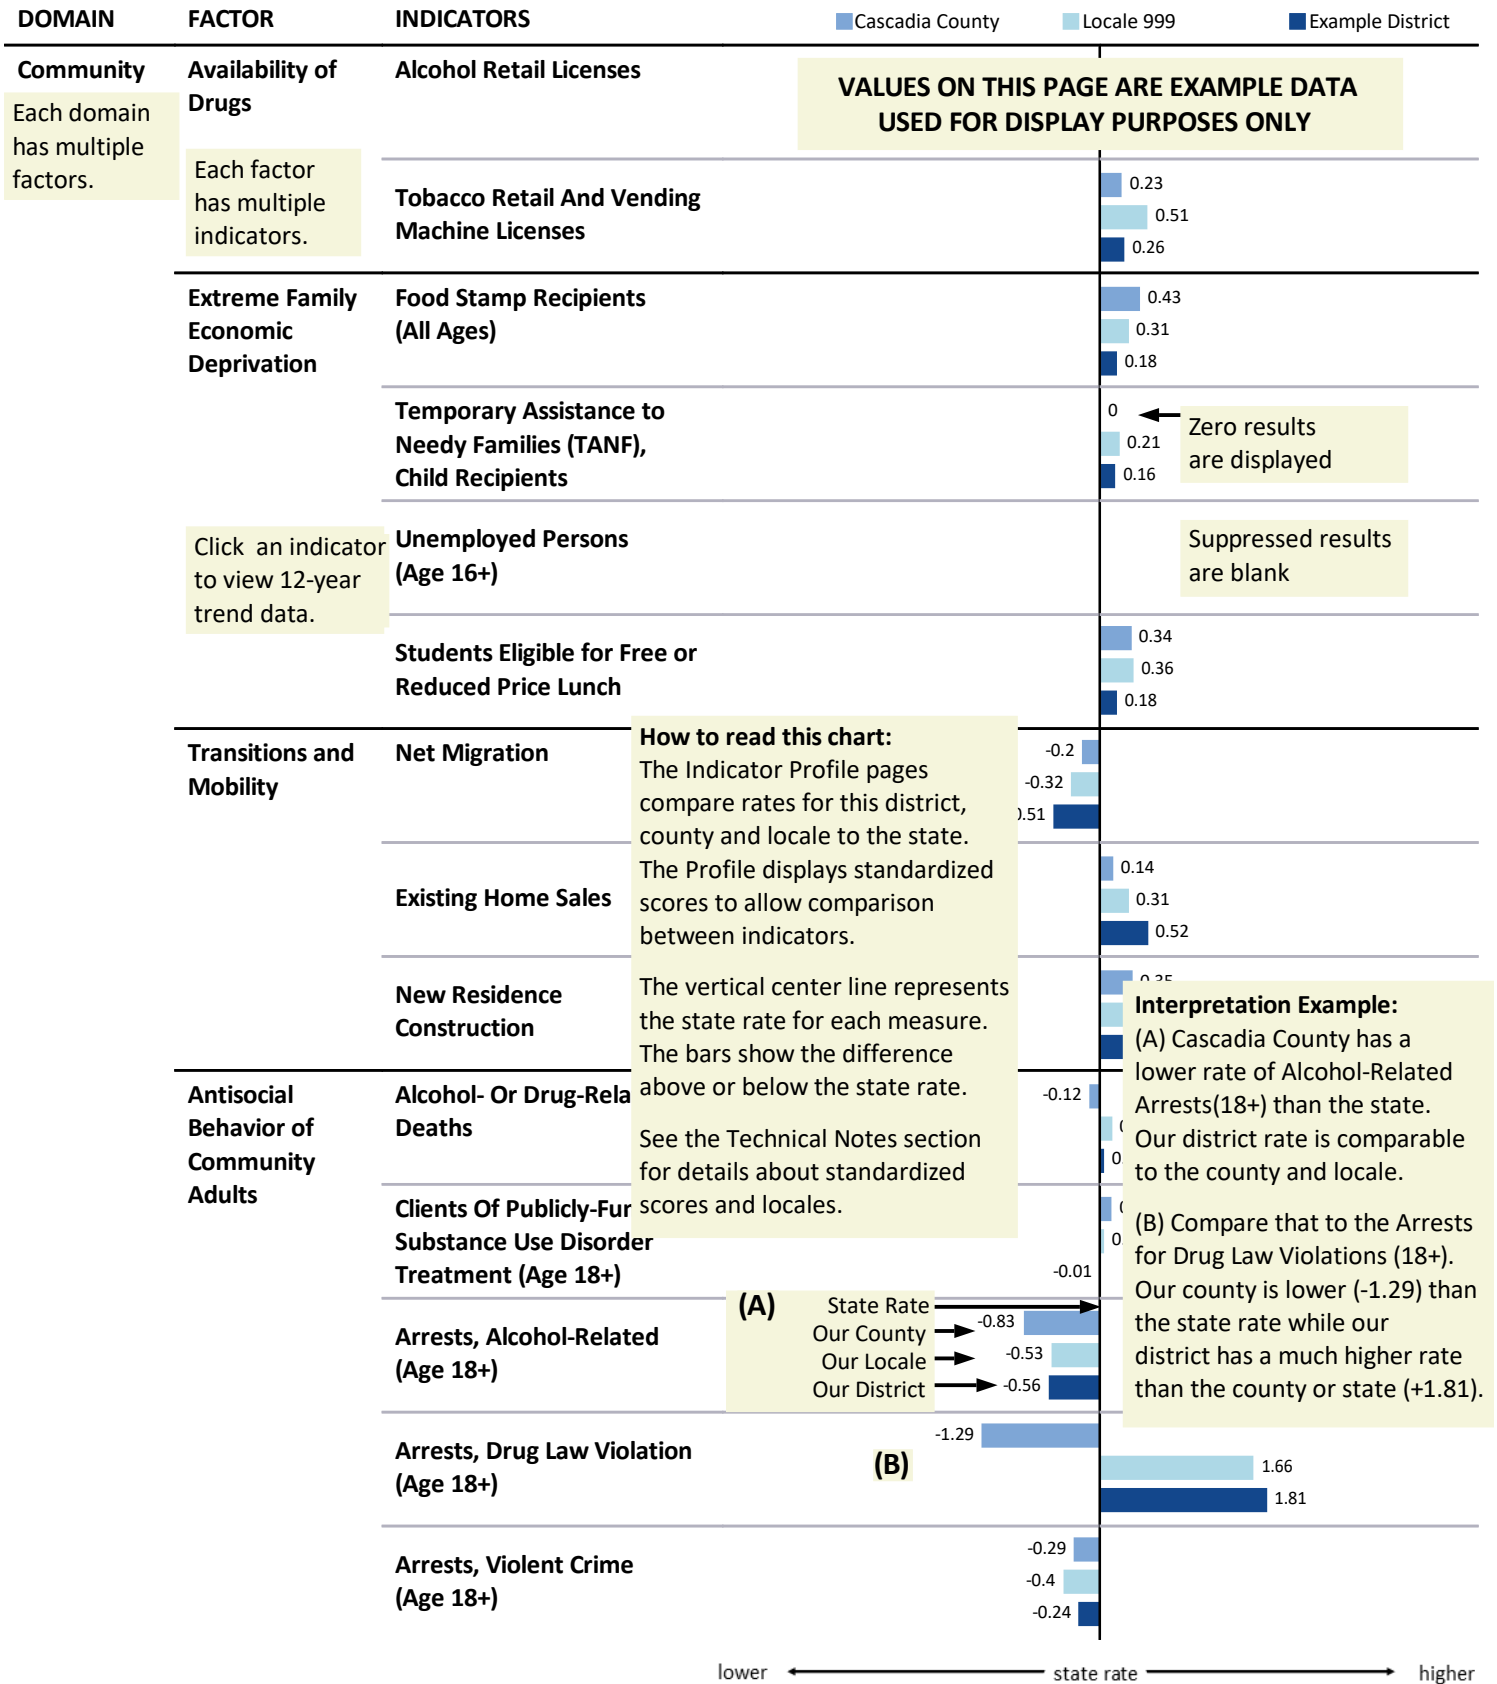 DOMAIN FACTOR INDICATORS Cascadia County Locale 999 Example District
Community
Each domain
has multiple
factors.
Availability of
Drugs
Each factor
has multiple
indicators.
Alcohol Retail Licenses
VALUES ON THIS PAGE ARE EXAMPLE DATA
USED FOR DISPLAY PURPOSES ONLY
Tobacco Retail And Vending
Machine Licenses
0.23
0.51
0.26
Extreme Family
Economic
Deprivation
Food Stamp Recipients
(All Ages)
0.43
0.31
0.18
Temporary Assistance to
Needy Families (TANF),
Child Recipients
0
0.21
0.16
Zero results
are displayed
Click an indicator
to view 12-year
trend data.
Unemployed Persons
(Age 16+)
Suppressed results
are blank
Students Eligible for Free or
Reduced Price Lunch
0.34
0.36
0.18
Transitions and
Mobility
Net Migration
-0.2
-0.32
.51
How to read this chart:
The Indicator Profile pages
compare rates for this district,
county and locale to the state.
The Profile displays standardized
scores to allow comparison
between indicators.
The vertical center line represents
the state rate for each measure.
The bars show the difference
above or below the state rate.
See the Technical Notes section
for details about standardized
scores and locales.
Existing Home Sales
0.14
0.31
0.52
New Residence
Construction
Interpretation Example:
(A) Cascadia County has a
lower rate of Alcohol-Related
Arrests(18+) than the state.
Our district rate is comparable
to the county and locale.
(B) Compare that to the Arrests
for Drug Law Violations (18+).
Our county is lower (-1.29) than
the state rate while our
district has a much higher rate
than the county or state (+1.81).
Antisocial
Behavior of
Community
Adults
Alcohol- Or Drug-Rela
Deaths
-0.12
0.
Clients Of Publicly-Fur
Substance Use Disorder
Treatment (Age 18+)
0.
-0.01
Arrests, Alcohol-Related
(Age 18+)
(A)
State Rate
Our County
Our Locale
Our District
-0.83
-0.53
-0.56
Arrests, Drug Law Violation
(Age 18+)
(B)
-1.29
1.66
1.81
Arrests, Violent Crime
(Age 18+)
-0.29
-0.4
-0.24
lower state rate higher